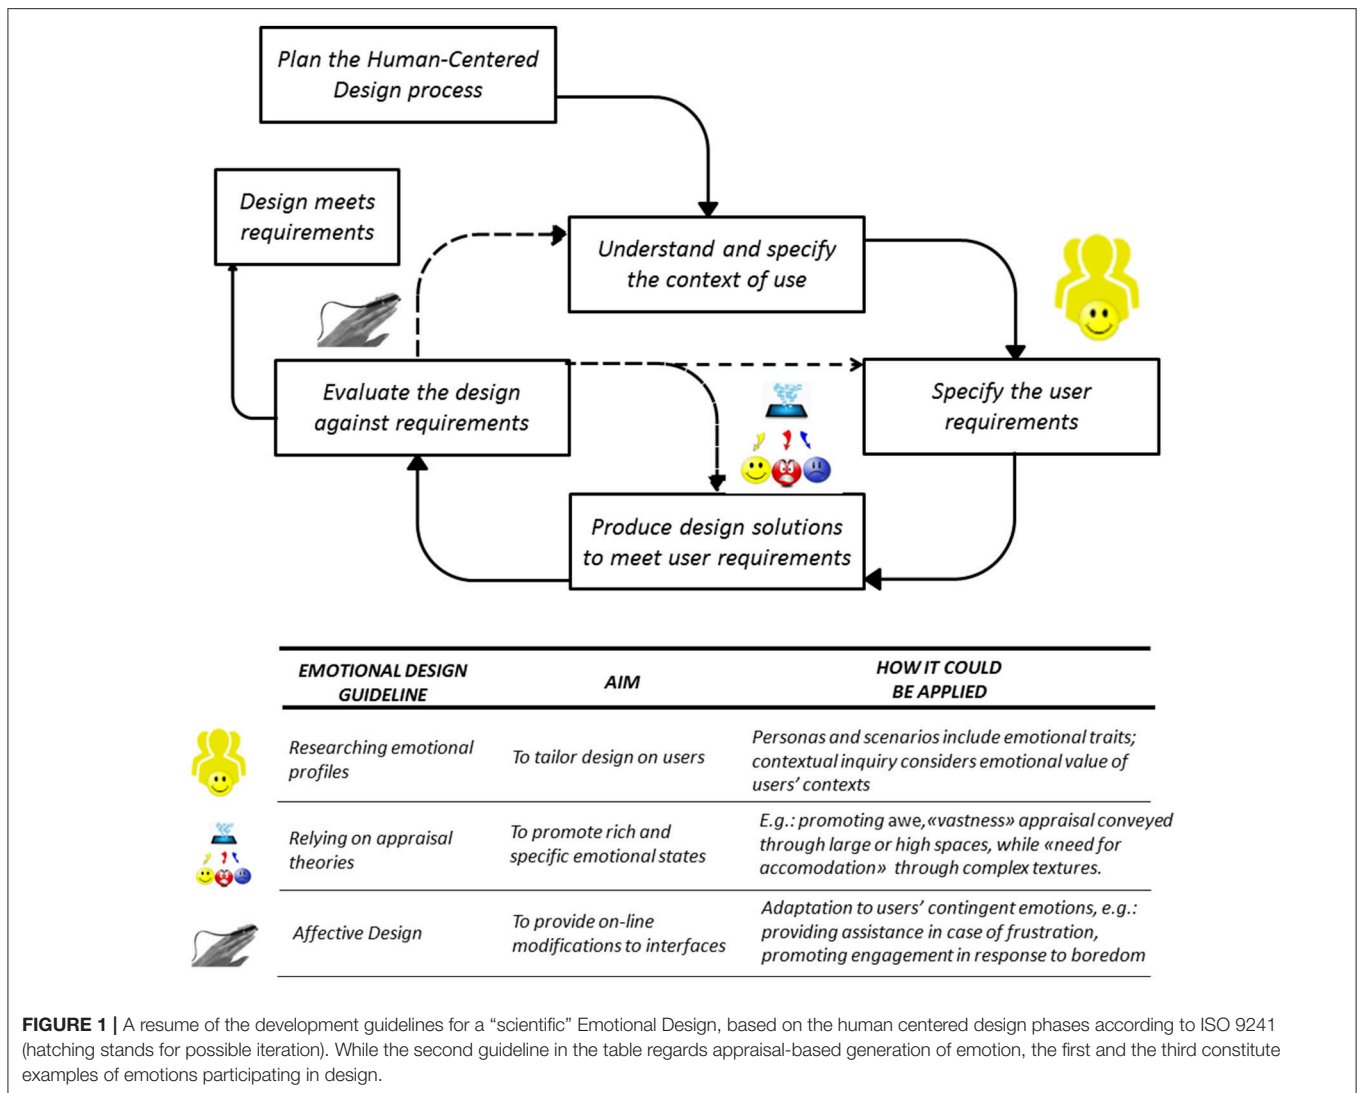 Plan the Human-Centered
Design process
Design meets
requirements
Understand and specify
the context of use
Evaluate the design
against requirements
Specify the user
requirements
Produce design solutions
to meet user requirements
EMOTIONAL DESIGN
GUIDELINE
AIM
HOW IT COULD
BE APPLIED
Researching emotional
profiles
To tailor design on users
Personas and scenarios include emotional traits;
contextual inquiry considers emotional value of
users’ contexts
Relying on appraisal
theories
To promote rich and
specific emotional states
E.g.: promoting awe, «vastness» appraisal conveyed
through large or high spaces, while «need for
accomodation» through complex textures.
Affective Design
To provide on-line
modifications to interfaces
Adaptation to users’ contingent emotions, e.g.:
providing assistance in case of frustration,
promoting engagement in response to boredom
FIGURE 1 | A resume of the development guidelines for a “scientific” Emotional Design, based on the human centered design phases according to ISO 9241
(hatching stands for possible iteration). While the second guideline in the table regards appraisal-based generation of emotion, the first and the third constitute
examples of emotions participating in design.